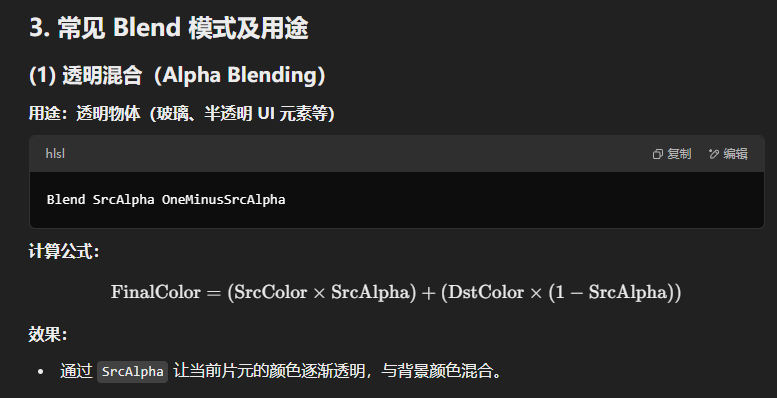 3. 常见 Blend 模式及用途
(1) 透明混合（Alpha Blending）
用途：透明物体（玻璃、半透明 UI 元素等）
hlsl 复制 编辑
Blend SrcAlpha OneMinusSrcAlpha
计算公式：
FinalColor = (SrcColor × SrcAlpha) + (DstColor × (1 − SrcAlpha))
效果：
• 通过 SrcAlpha 让当前片元的颜色逐渐透明，与背景颜色混合。